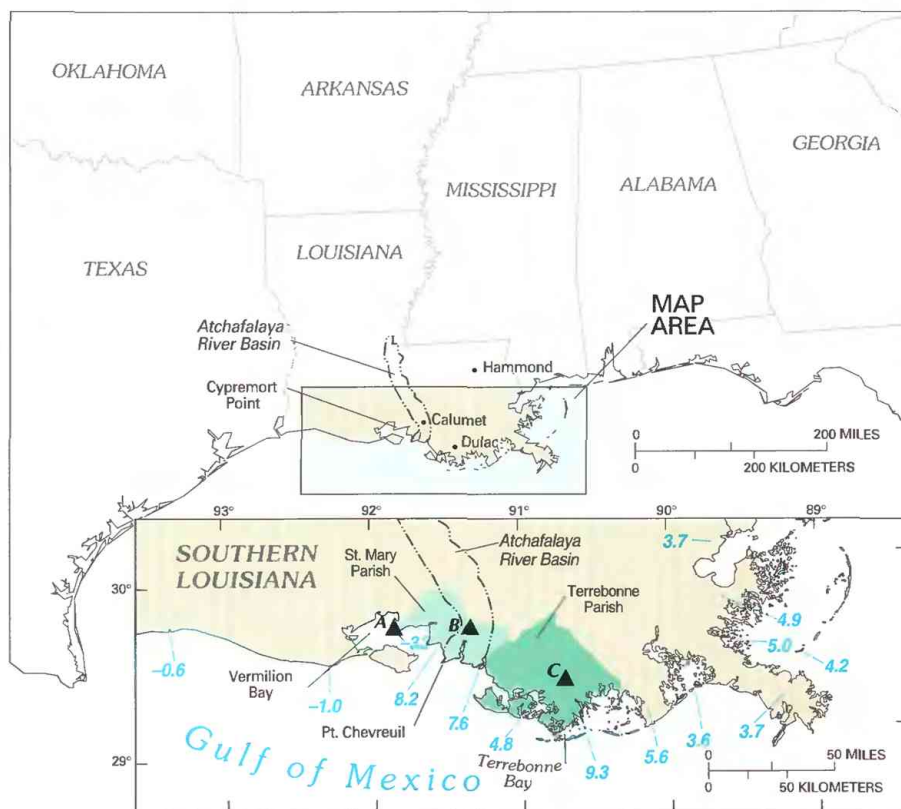 OKLAHOMA
ARKANSAS
GEORGIA
MISSISSIPPI
ALABAMA
LOUISIANA
TEXAS
MAP
AREA
Atchafalaya
River Basin
Hammond
Cypremort
Point
Calumet
Dulac
0 200 MILES
0 200 KILOMETERS
93 92 91 90 89
SOUTHERN
LOUISIANA
St. Mary
Parish
Atchafalaya
River Basin
3.7
30°
Terrebonne
Parish
4.9
A
B
5.0
4.2
–0.6
Vermilion
Bay
–1.0
8.2
C
Pt. Chevreuil
7.6
4.8
Terrebonne
Bay
9.3
5.6
3.6
3.7
29°
Gulf of Mexico
0 50 MILES
0 50 KILOMETERS